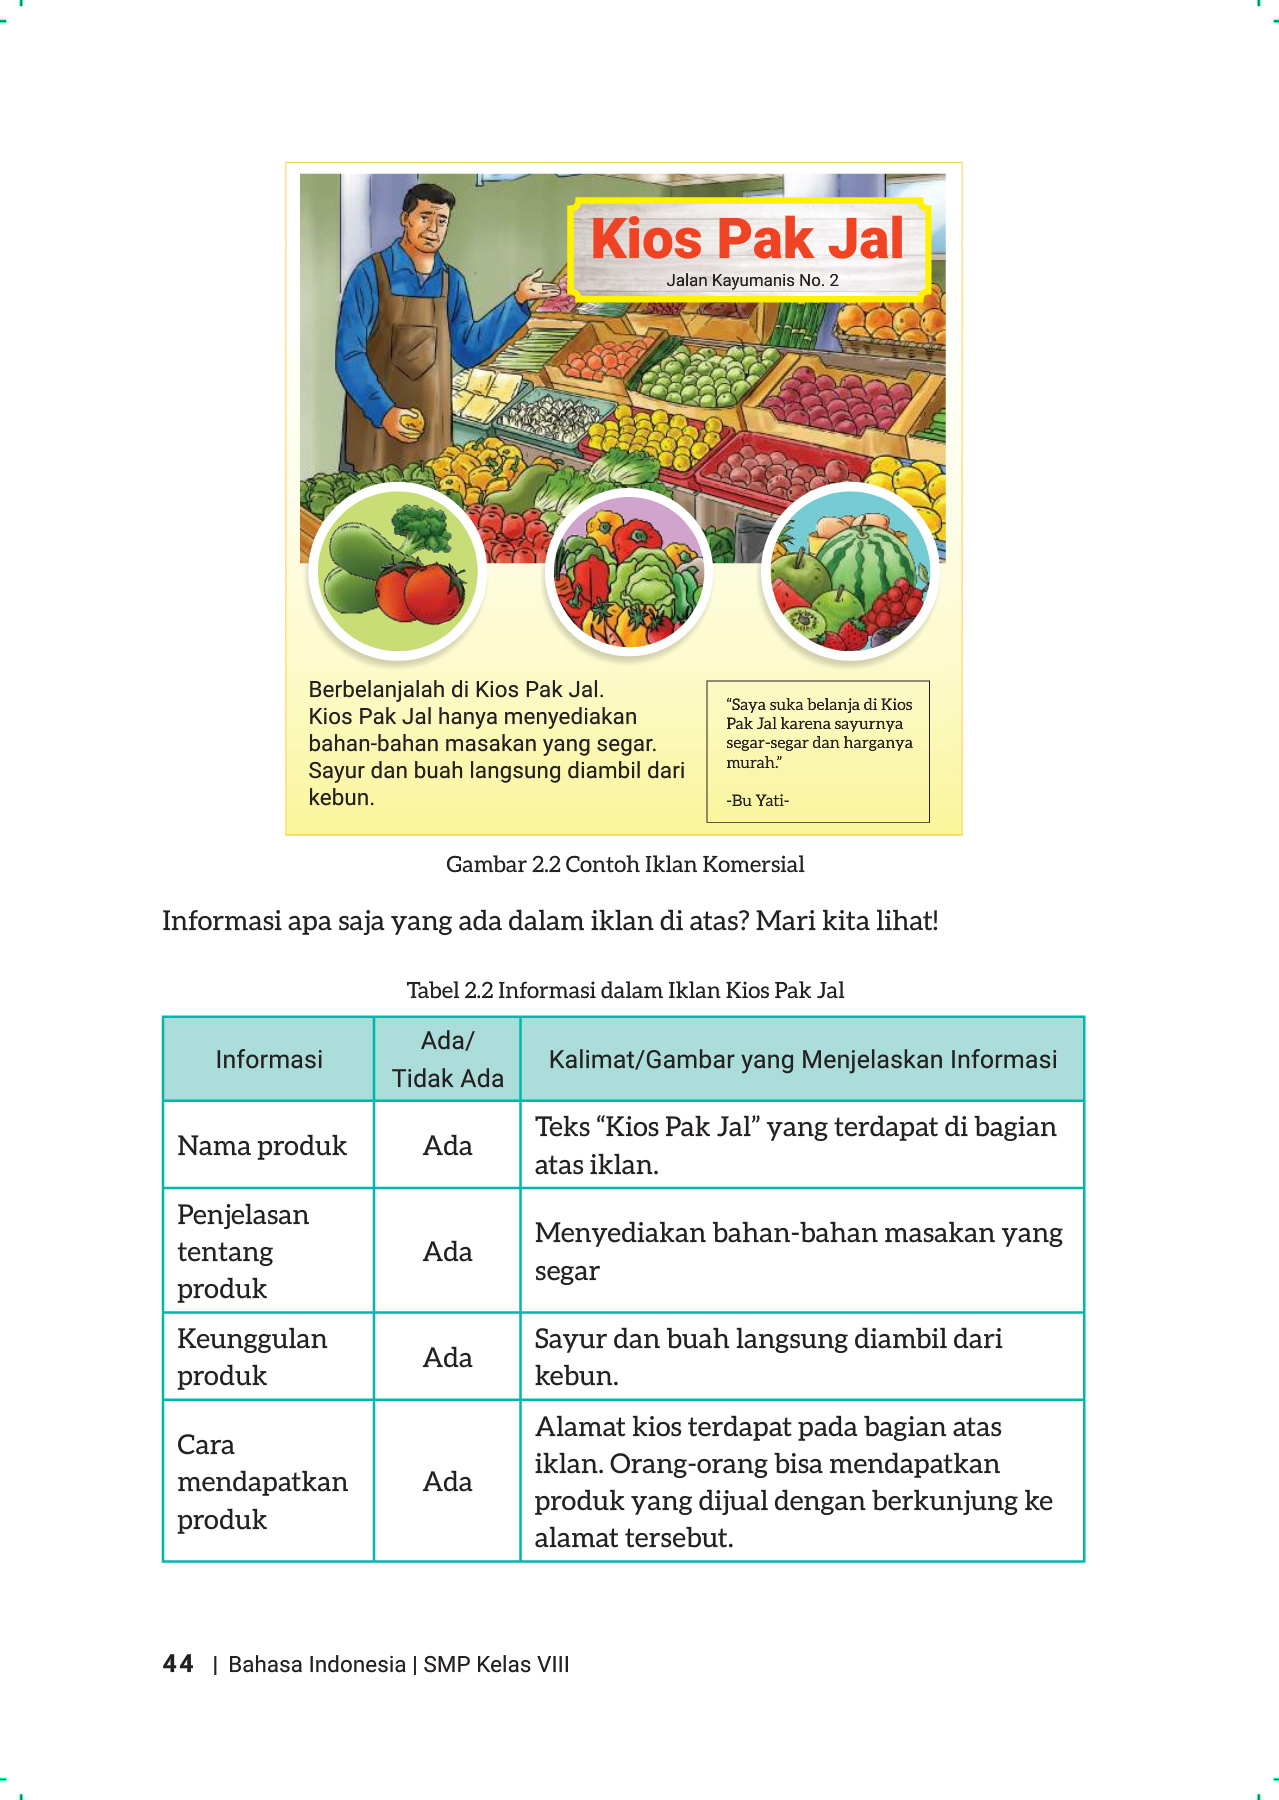 Kios Pak Jal
Jalan Kayumanis No. 2
Berbelanjalah di Kios Pak Jal.
Kios Pak Jal hanya menyediakan
bahan-bahan masakan yang segar.
Sayur dan buah langsung diambil dari
kebun.
“Saya suka belanja di Kios
Pak Jal karena sayurnya
segar-segar dan harganya
murah.”
-Bu Yati-
Gambar 2.2 Contoh Iklan Komersial
Informasi apa saja yang ada dalam iklan di atas? Mari kita lihat!
Tabel 2.2 Informasi dalam Iklan Kios Pak Jal
Informasi
Ada/
Tidak Ada
Kalimat/Gambar yang Menjelaskan Informasi
Nama produk
Ada
Teks “Kios Pak Jal” yang terdapat di bagian
atas iklan.
Penjelasan
tentang
produk
Ada
Menyediakan bahan-bahan masakan yang
segar
Keunggulan
produk
Ada
Sayur dan buah langsung diambil dari
kebun.
Cara
mendapatkan
produk
Ada
Alamat kios terdapat pada bagian atas
iklan. Orang-orang bisa mendapatkan
produk yang dijual dengan berkunjung ke
alamat tersebut.
44 | Bahasa Indonesia | SMP Kelas VIII